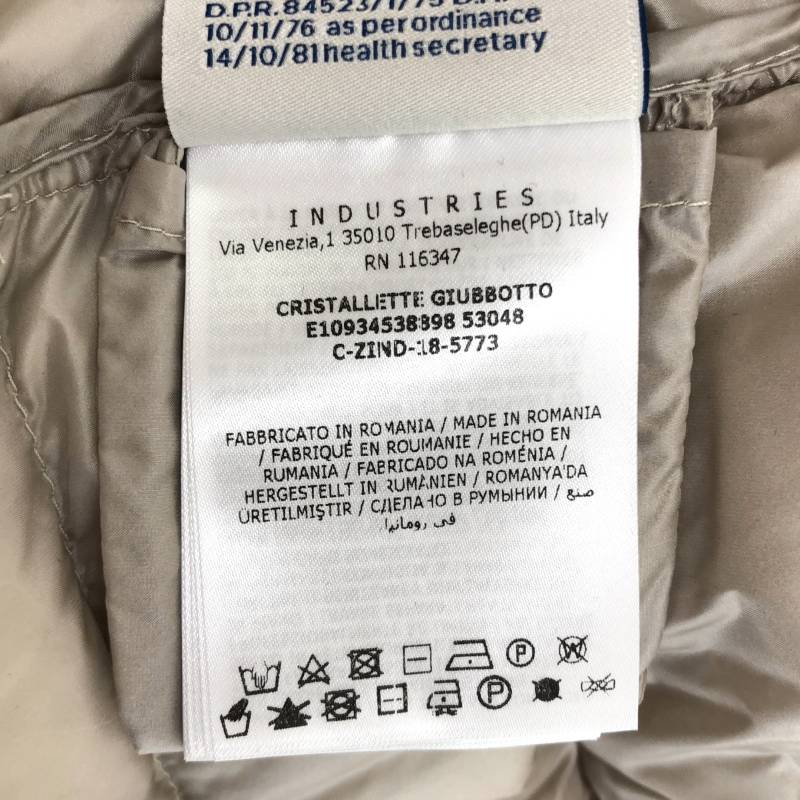 D.P.R. 84523/1/75 D.P.R.
10/11/76 as per ordinance
14/10/81 health secretary
INDUSTRIES
Via Venezia,1 35010 Trebaseleghe(PD) Italy
RN 116347
CRISTALLETTE GIUBBOTTO
E10934538898 53048
C-ZIND-18-5773
FABBRICATO IN ROMANIA / MADE IN ROMANIA
/ FABRIQUÉ EN ROUMANIE / HECHO EN
RUMANIA / FABRICADO NA ROMÉNIA /
HERGESTELLT IN RUMÄNIEN / ROMANYA'DA
ÜRETILMIŞTIR / СДЕЛАНО В РУМЫНИИ / صنع
في رومانيا
P W
P